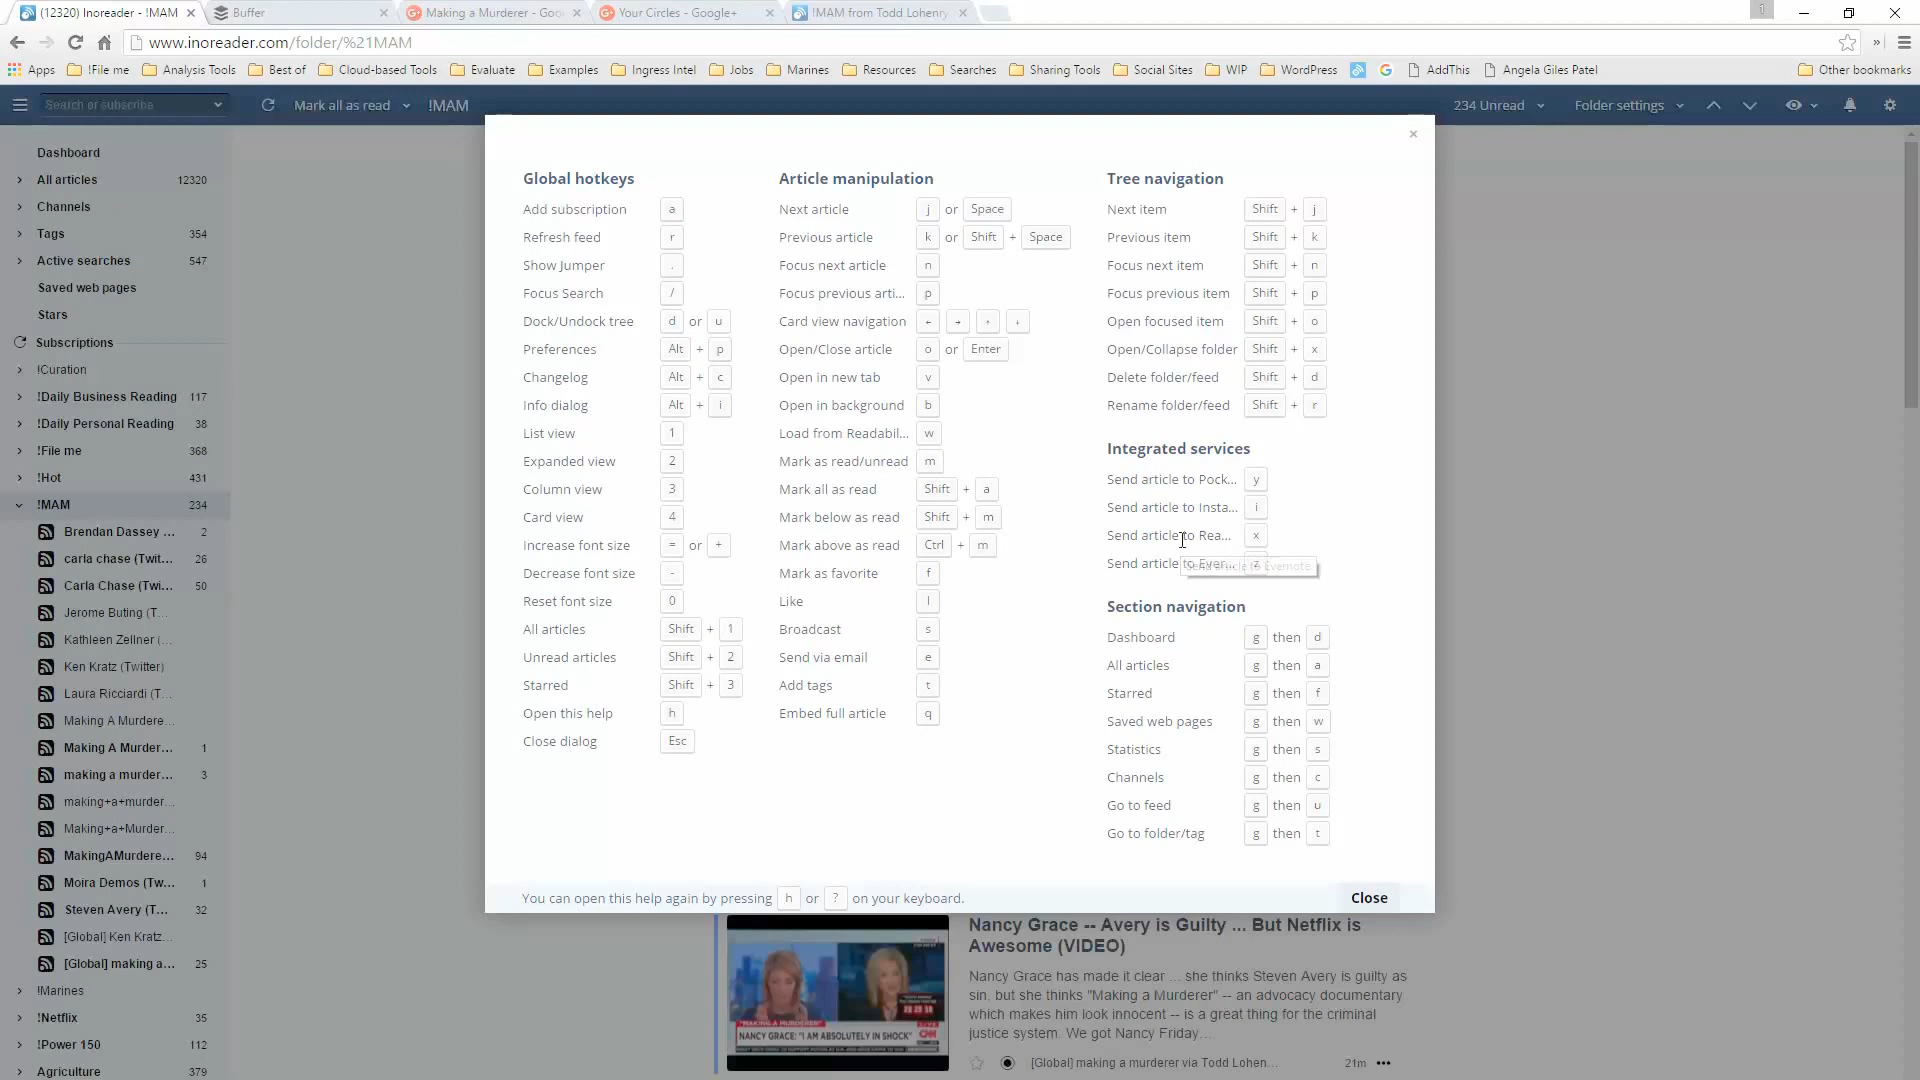 (12320) Inoreader - !MAM
Buffer
Making a Murderer - Goo
Your Circles - Google+
!MAM from Todd Lohenry
1
www.inoreader.com/folder/%21MAM
Apps !File me Analysis Tools Best of Cloud-based Tools Evaluate Examples Ingress Intel Jobs Marines Resources Searches Sharing Tools Social Sites WIP WordPress AddThis Angela Giles Patel Other bookmarks
Search or subscribe Mark all as read !MAM 234 Unread Folder settings
Dashboard
All articles 12320
Channels
Tags 354
Active searches 547
Saved web pages
Stars
Subscriptions
!Curation
!Daily Business Reading 117
!Daily Personal Reading 38
!File me 368
!Hot 431
!MAM 234
Brendan Dassey ... 2
carla chase (Twit... 26
Carla Chase (Twi... 50
Jerome Buting (T...
Kathleen Zellner (...
Ken Kratz (Twitter)
Laura Ricciardi (T...
Making A Murdere...
Making A Murder... 1
making a murder... 3
making+a+murder...
Making+a+Murder...
MakingAMurdere... 94
Moira Demos (Tw... 1
Steven Avery (T... 32
[Global] Ken Kratz...
[Global] making a... 25
!Marines
!Netflix 35
!Power 150 112
Agriculture 379
×
Global hotkeys
Add subscription a
Refresh feed r
Show Jumper .
Focus Search /
Dock/Undock tree d or u
Preferences Alt + p
Changelog Alt + c
Info dialog Alt + i
List view 1
Expanded view 2
Column view 3
Card view 4
Increase font size = or +
Decrease font size -
Reset font size 0
All articles Shift + 1
Unread articles Shift + 2
Starred Shift + 3
Open this help h
Close dialog Esc
Article manipulation
Next article j or Space
Previous article k or Shift + Space
Focus next article n
Focus previous arti... p
Card view navigation ← → ↑ ↓
Open/Close article o or Enter
Open in new tab v
Open in background b
Load from Readabil... w
Mark as read/unread m
Mark all as read Shift + a
Mark below as read Shift + m
Mark above as read Ctrl + m
Mark as favorite f
Like l
Broadcast s
Send via email e
Add tags t
Embed full article q
Tree navigation
Next item Shift + j
Previous item Shift + k
Focus next item Shift + n
Focus previous item Shift + p
Open focused item Shift + o
Open/Collapse folder Shift + x
Delete folder/feed Shift + d
Rename folder/feed Shift + r
Integrated services
Send article to Pock... y
Send article to Insta... i
Send article to Rea... x
Send article to Ever... z
Send article to Evernote
Section navigation
Dashboard g then d
All articles g then a
Starred g then f
Saved web pages g then w
Statistics g then s
Channels g then c
Go to feed g then u
Go to folder/tag g then t
You can open this help again by pressing h or ? on your keyboard.
Close
"MAKING A MURDERER"
NANCY GRACE: "I AM ABSOLUTELY IN SHOCK"
CNN
Nancy Grace -- Avery is Guilty ... But Netflix is
Awesome (VIDEO)
Nancy Grace has made it clear ... she thinks Steven Avery is guilty as
sin, but she thinks "Making a Murderer" -- an advocacy documentary
which makes him look innocent -- is a great thing for the criminal
justice system. We got Nancy Friday...
[Global] making a murderer via Todd Lohen... 21m •••